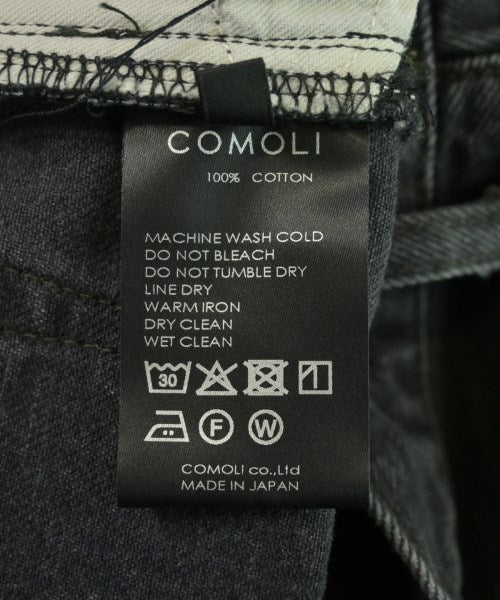 COMOLI
100% COTTON
MACHINE WASH COLD
DO NOT BLEACH
DO NOT TUMBLE DRY
LINE DRY
WARM IRON
DRY CLEAN
WET CLEAN
30
F W
COMOLI co.,Ltd
MADE IN JAPAN